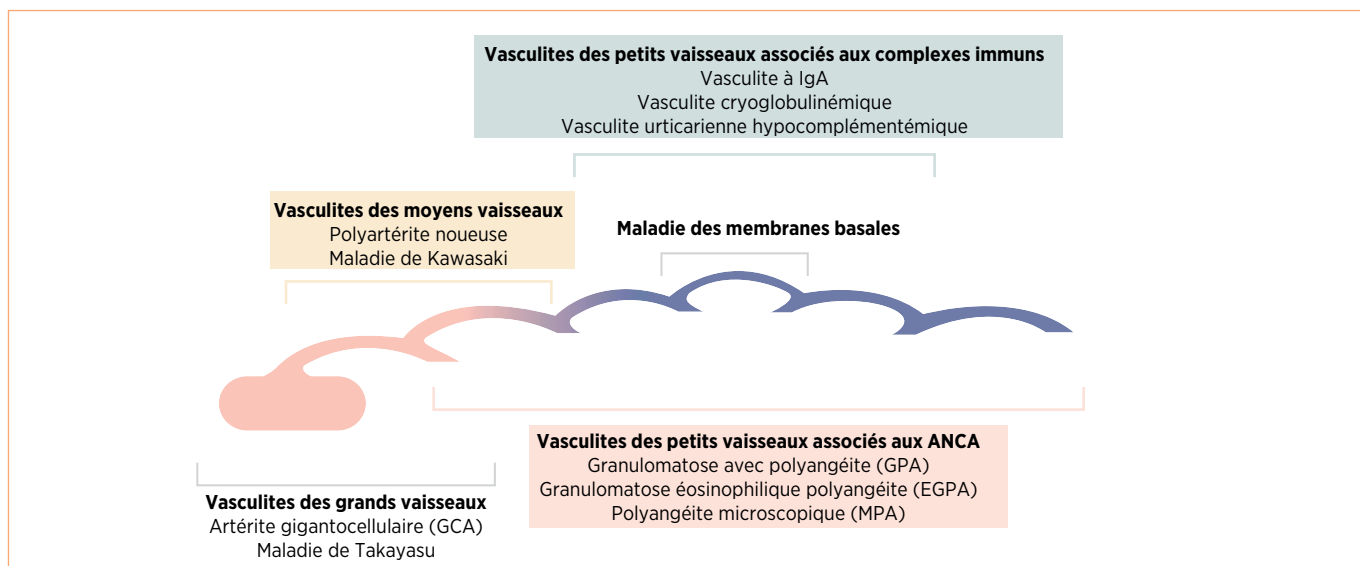 Vasculites des petits vaisseaux associés aux complexes immuns
Vasculite à IgA
Vasculite cryoglobulinémique
Vasculite urticarienne hypocomplémentémique
Vasculites des moyens vaisseaux
Polyartérite noueuse
Maladie de Kawasaki
Maladie des membranes basales
Vasculites des petits vaisseaux associés aux ANCA
Granulomatose avec polyangéite (GPA)
Granulomatose éosinophilique polyangéite (EGPA)
Polyangéite microscopique (MPA)
Vasculites des grands vaisseaux
Artérite gigantocellulaire (GCA)
Maladie de Takayasu